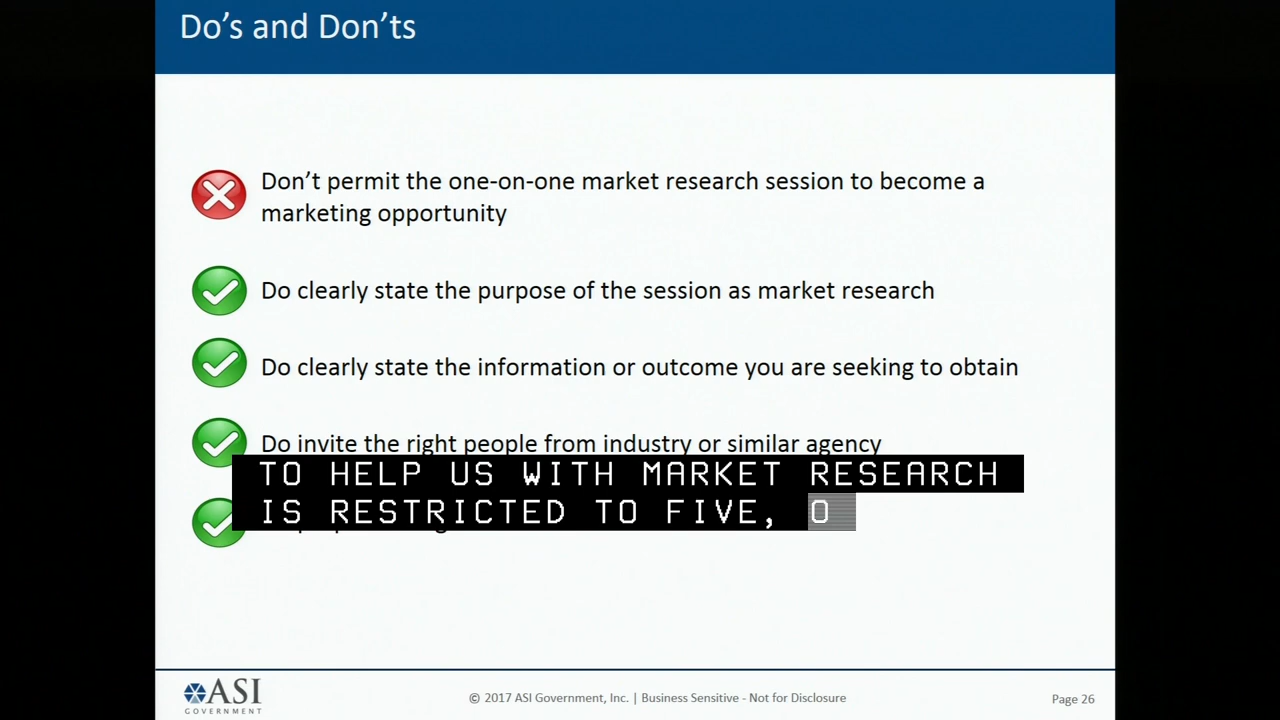 Do’s and Don’ts
Don’t permit the one-on-one market research session to become a
marketing opportunity
Do clearly state the purpose of the session as market research
Do clearly state the information or outcome you are seeking to obtain
Do invite the right people from industry or similar agency
TO HELP US WITH MARKET RESEARCH
IS RESTRICTED TO FIVE, O
ASI
GOVERNMENT
© 2017 ASI Government, Inc. | Business Sensitive - Not for Disclosure
Page 26